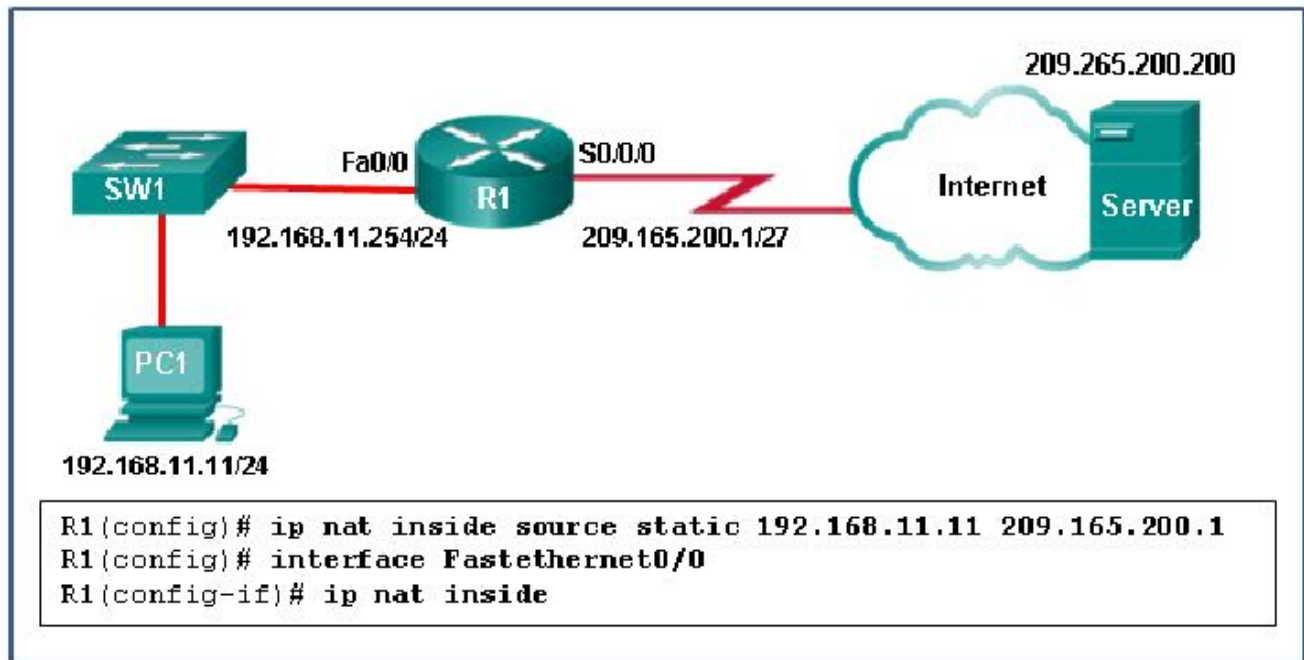 209.265.200.200
Fa0/0
S0/0/0
SW1
R1
Internet
Server
192.168.11.254/24
209.165.200.1/27
PC1
192.168.11.11/24
R1(config)# ip nat inside source static 192.168.11.11 209.165.200.1
R1(config)# interface Fastethernet0/0
R1(config-if)# ip nat inside